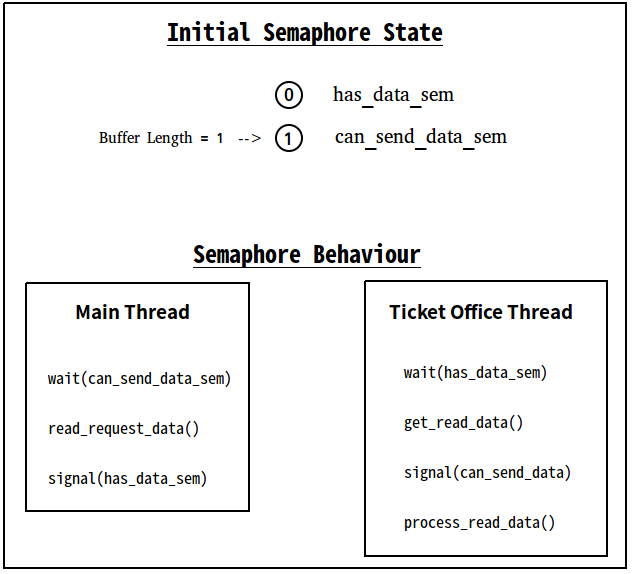 Initial Semaphore State
0 has_data_sem
Buffer Length = 1 --> 1 can_send_data_sem
Semaphore Behaviour
Main Thread
wait(can_send_data_sem)
read_request_data()
signal(has_data_sem)
Ticket Office Thread
wait(has_data_sem)
get_read_data()
signal(can_send_data)
process_read_data()